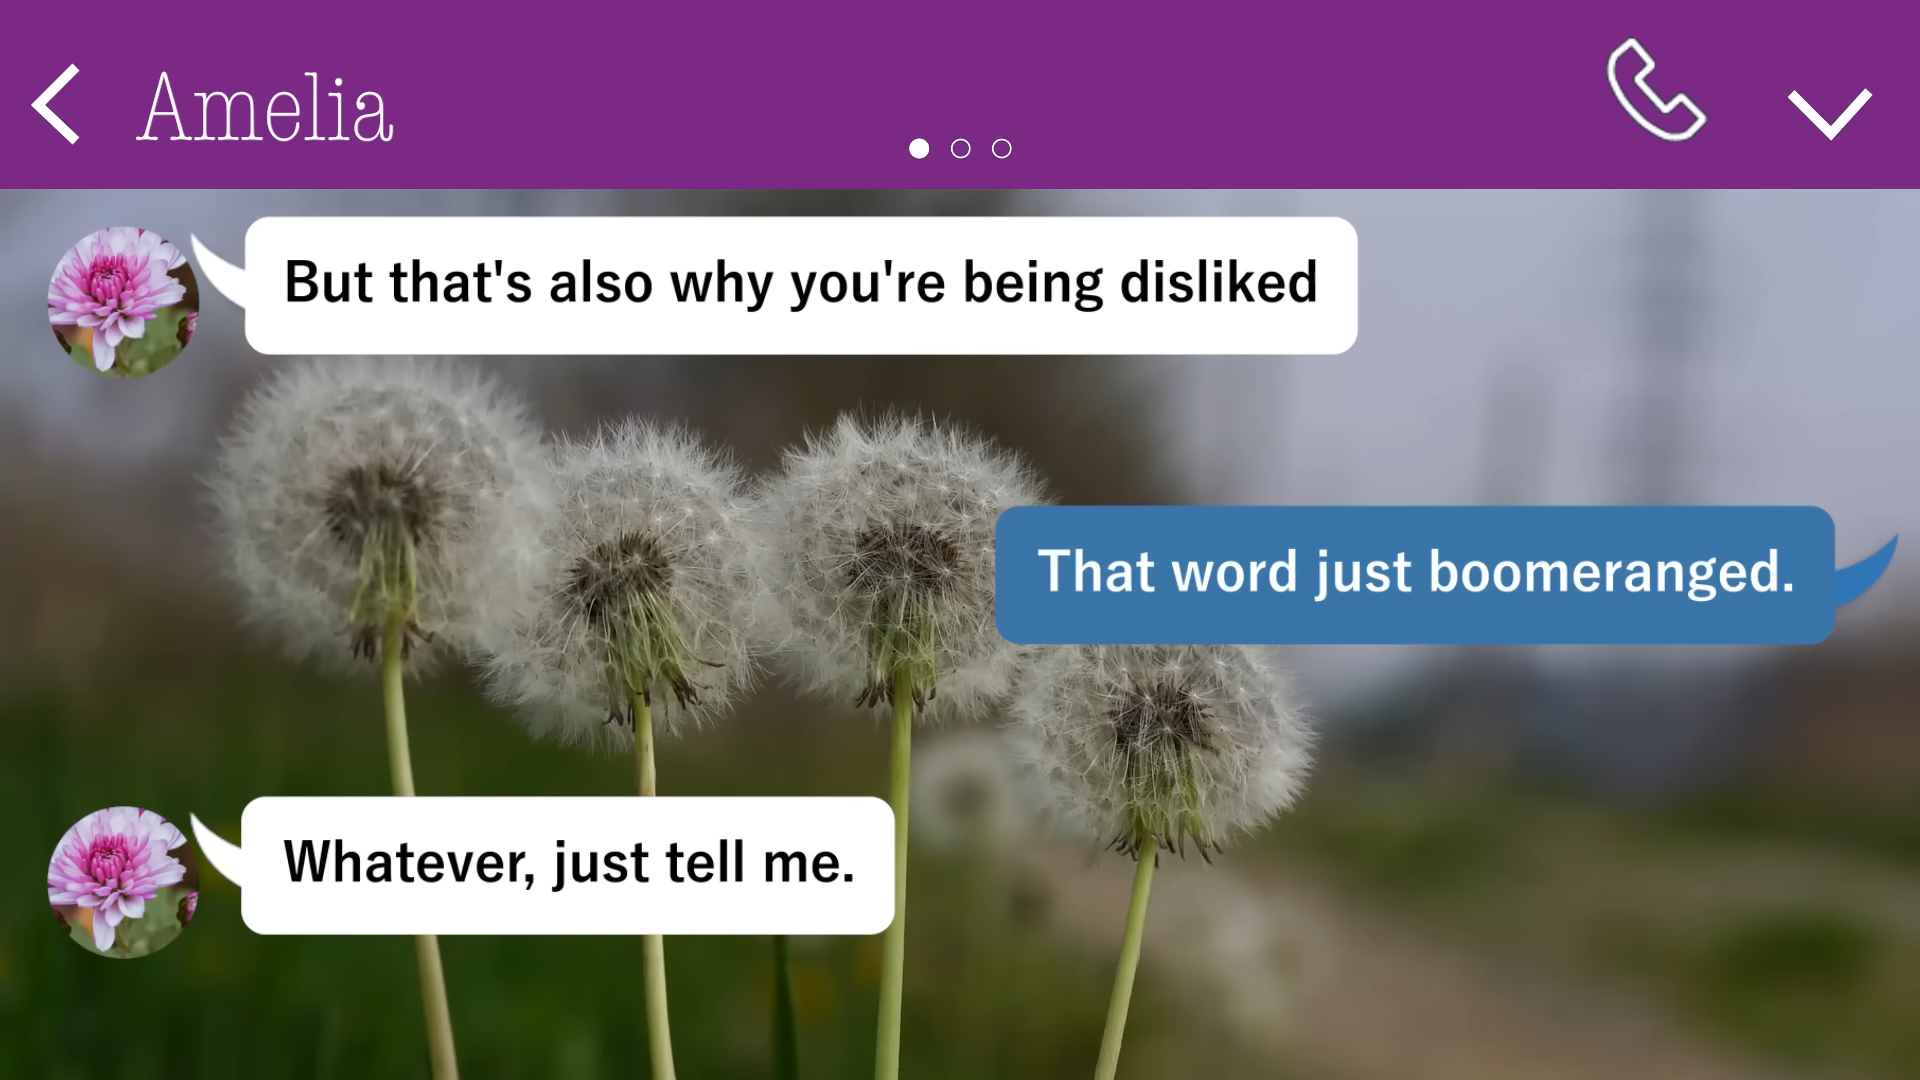 Amelia
But that's also why you're being disliked
That word just boomeranged.
Whatever, just tell me.